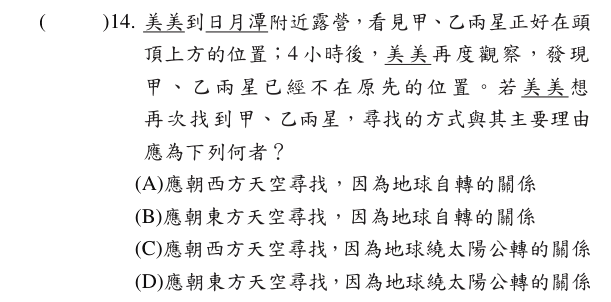 (　　)14. 美美到日月潭附近露營，看見甲、乙兩星正好在頭
頂上方的位置；4小時後，美美再度觀察，發現
甲、乙兩星已經不在原先的位置。若美美想
再次找到甲、乙兩星，尋找的方式與其主要理由
應為下列何者？
(A)應朝西方天空尋找，因為地球自轉的關係
(B)應朝東方天空尋找，因為地球自轉的關係
(C)應朝西方天空尋找，因為地球繞太陽公轉的關係
(D)應朝東方天空尋找，因為地球繞太陽公轉的關係